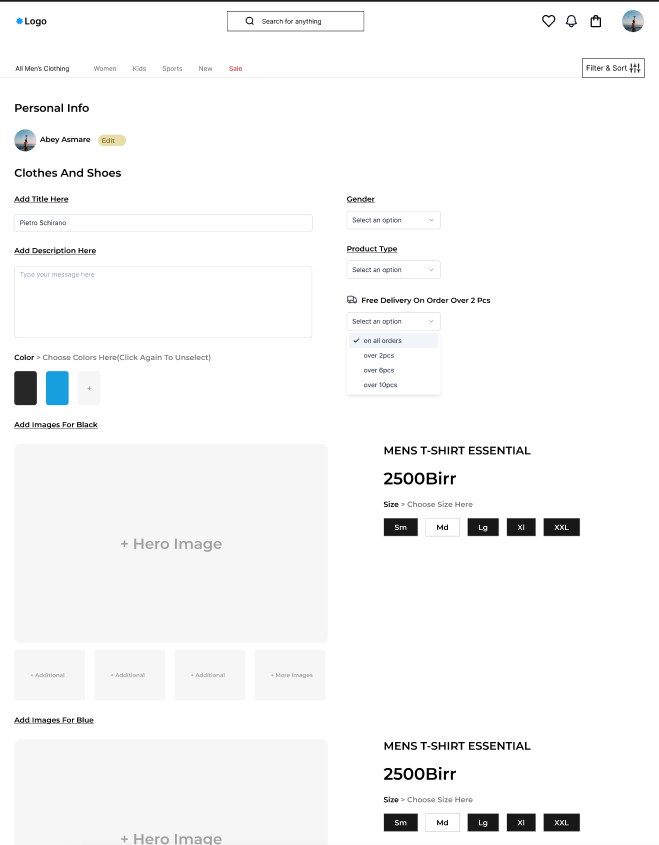 Logo
Search for anything
All Men's Clothing
Women
Kids
Sports
New
Sale
Filter & Sort
Personal Info
Abey Asmare
Edit
Clothes And Shoes
Add Title Here
Pietro Schirano
Add Description Here
Type your message here
Gender
Select an option
Product Type
Select an option
Free Delivery On Order Over 2 Pcs
Select an option
on all orders
over 2pcs
over 6pcs
over 10pcs
Color > Choose Colors Here(Click Again To Unselect)
+
Add Images For Black
+ Hero Image
+ Additional
+ Additional
+ Additional
+ More Images
MENS T-SHIRT ESSENTIAL
2500Birr
Size > Choose Size Here
Sm
Md
Lg
Xl
XXL
Add Images For Blue
+ Hero Image
MENS T-SHIRT ESSENTIAL
2500Birr
Size > Choose Size Here
Sm
Md
Lg
Xl
XXL